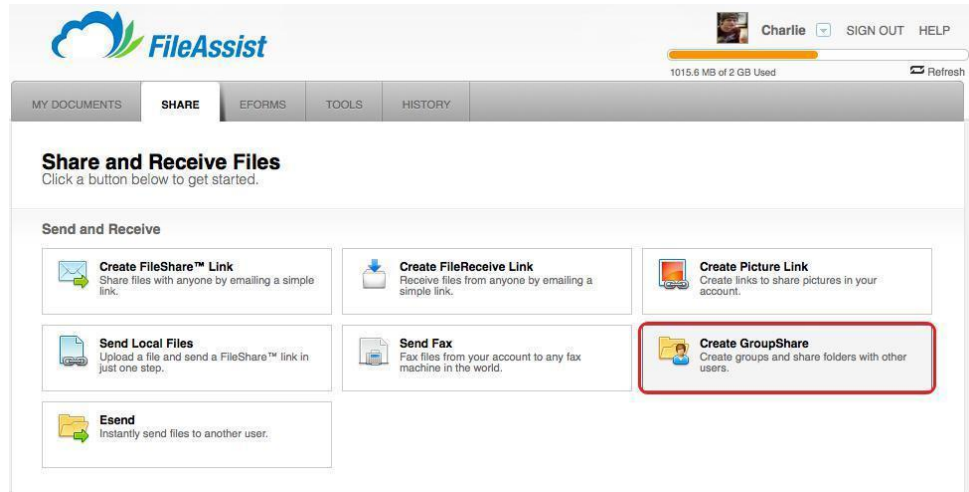 FileAssist
Charlie SIGN OUT HELP
1015.6 MB of 2 GB Used Refresh
MY DOCUMENTS SHARE EFORMS TOOLS HISTORY
Share and Receive Files
Click a button below to get started.
Send and Receive
Create FileShare™ Link
Share files with anyone by emailing a simple
link.
Create FileReceive Link
Receive files from anyone by emailing a
simple link.
Create Picture Link
Create links to share pictures in your
account.
Send Local Files
Upload a file and send a FileShare™ link in
just one step.
Send Fax
Fax files from your account to any fax
machine in the world.
Create GroupShare
Create groups and share folders with other
users.
Esend
Instantly send files to another user.